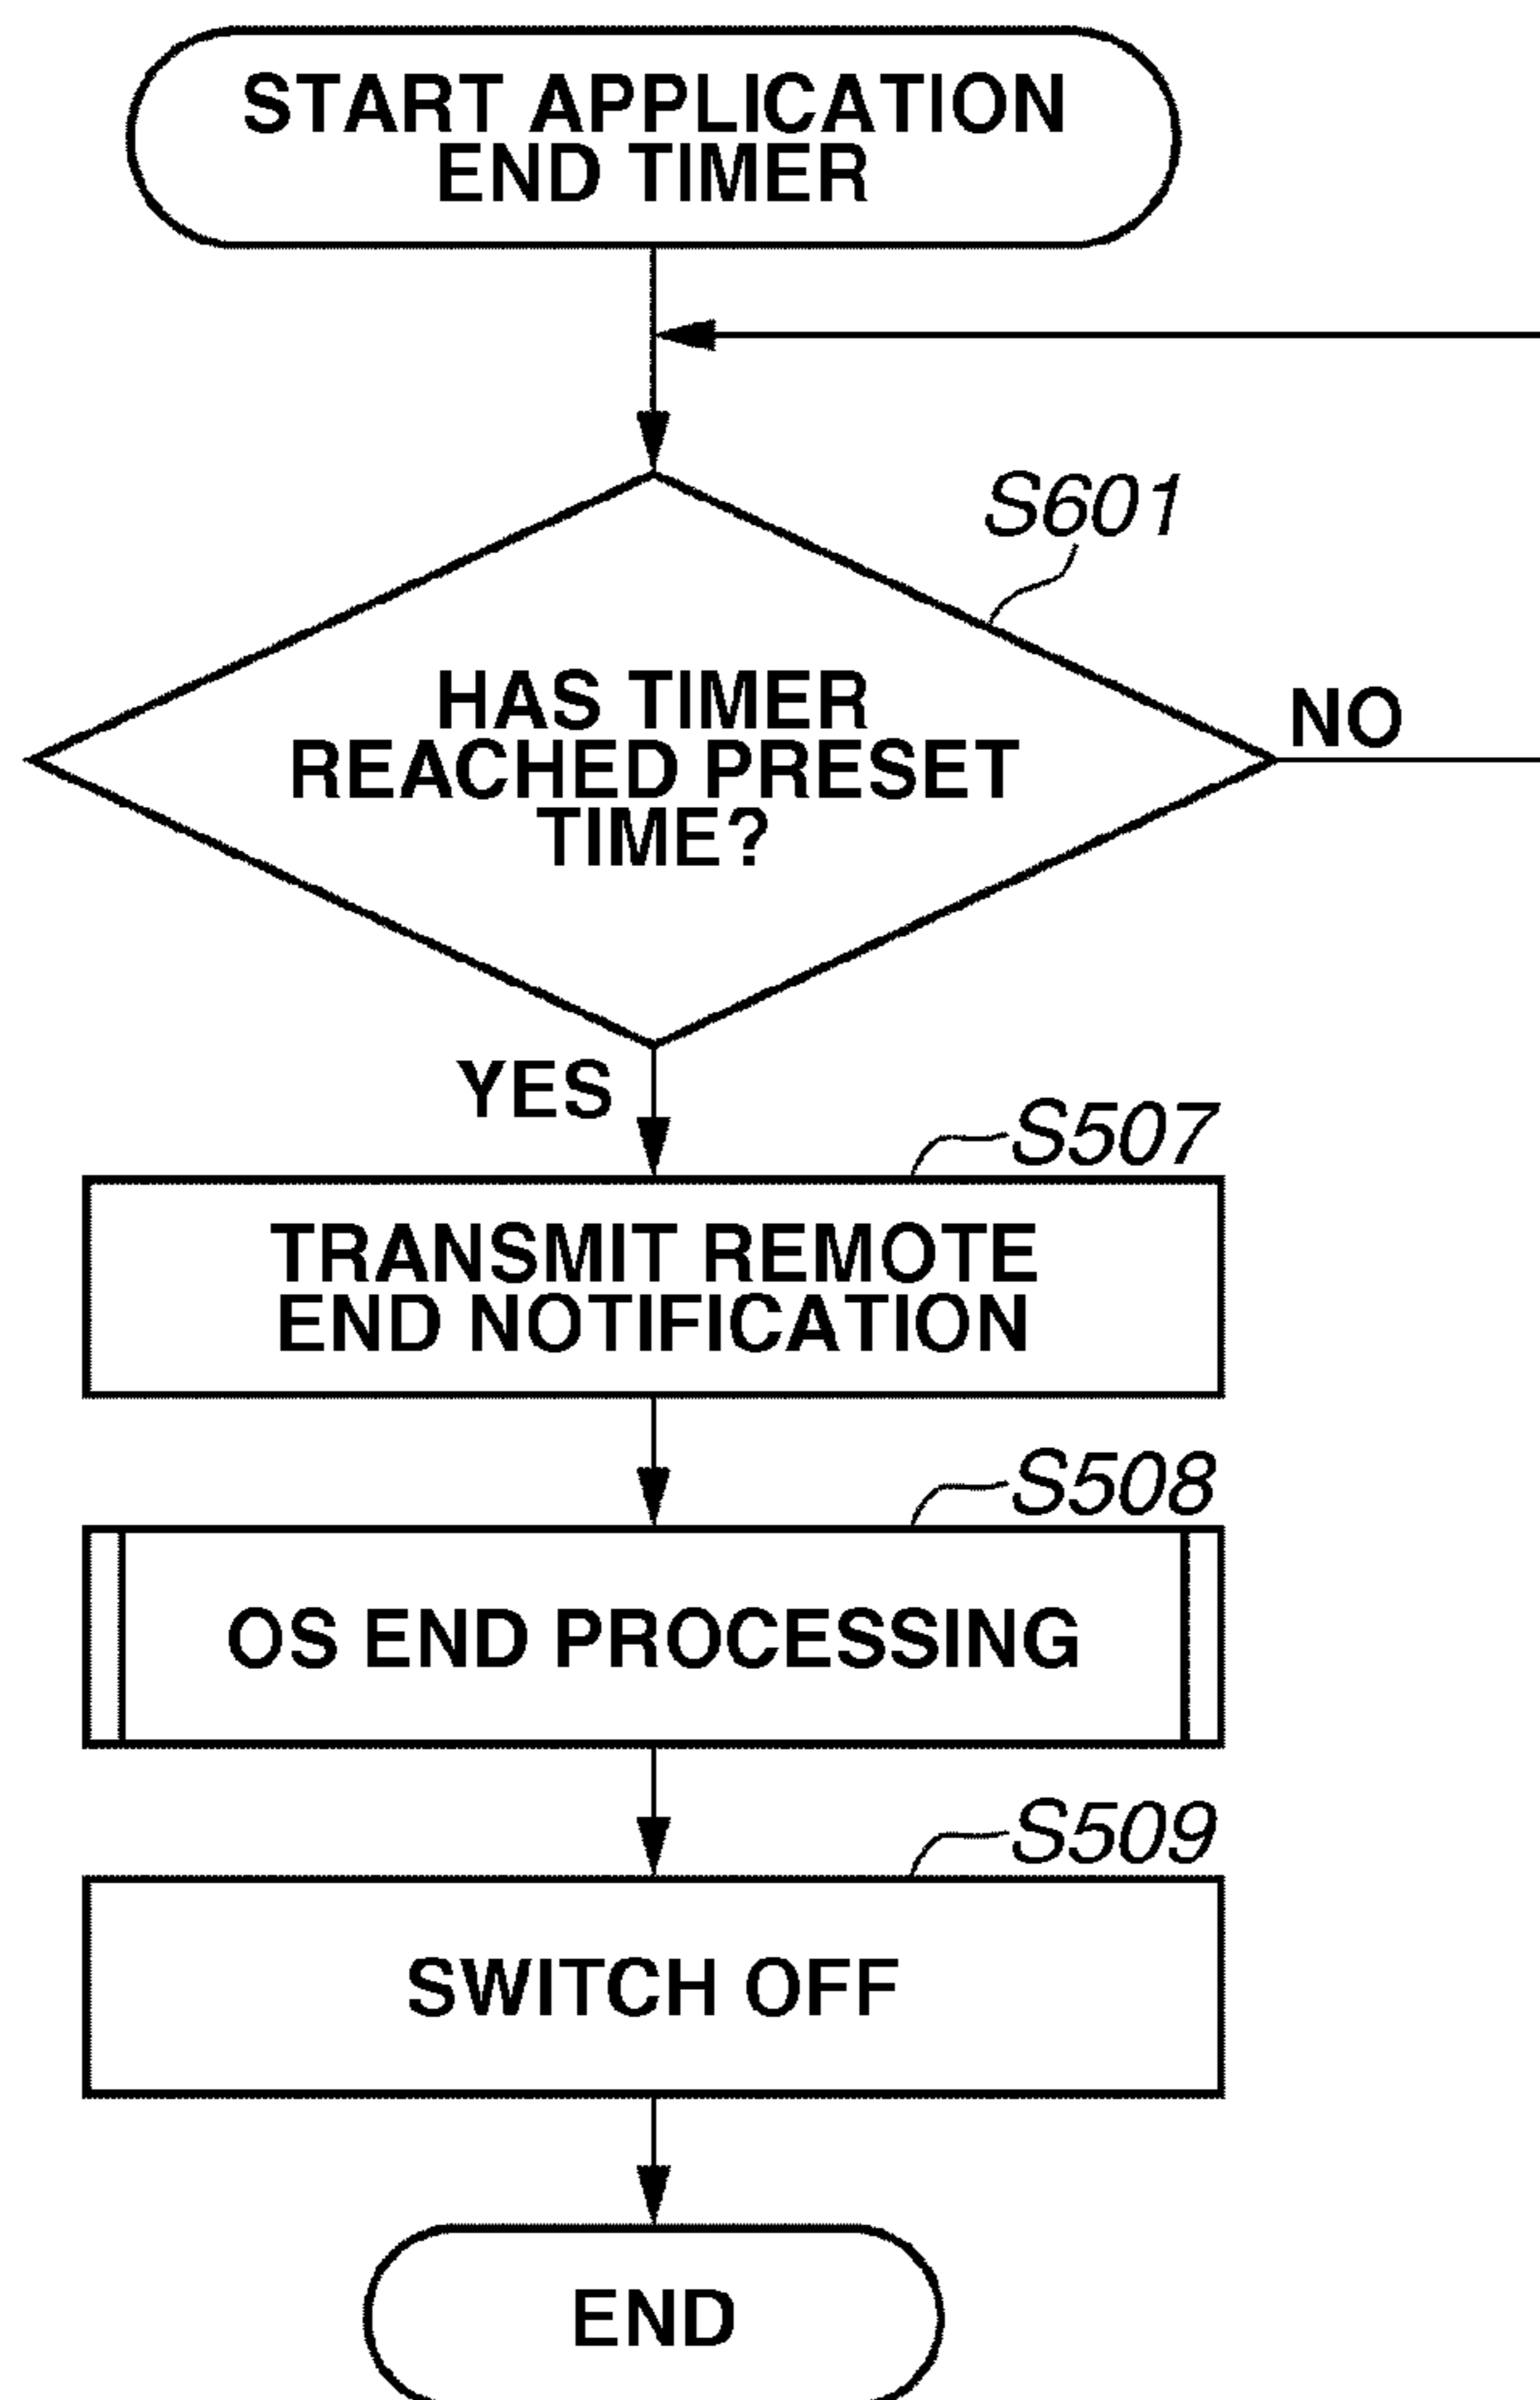 START APPLICATION
END TIMER
S601
HAS TIMER
REACHED PRESET
TIME?
NO
YES
S507
TRANSMIT REMOTE
END NOTIFICATION
S508
OS END PROCESSING
S509
SWITCH OFF
END